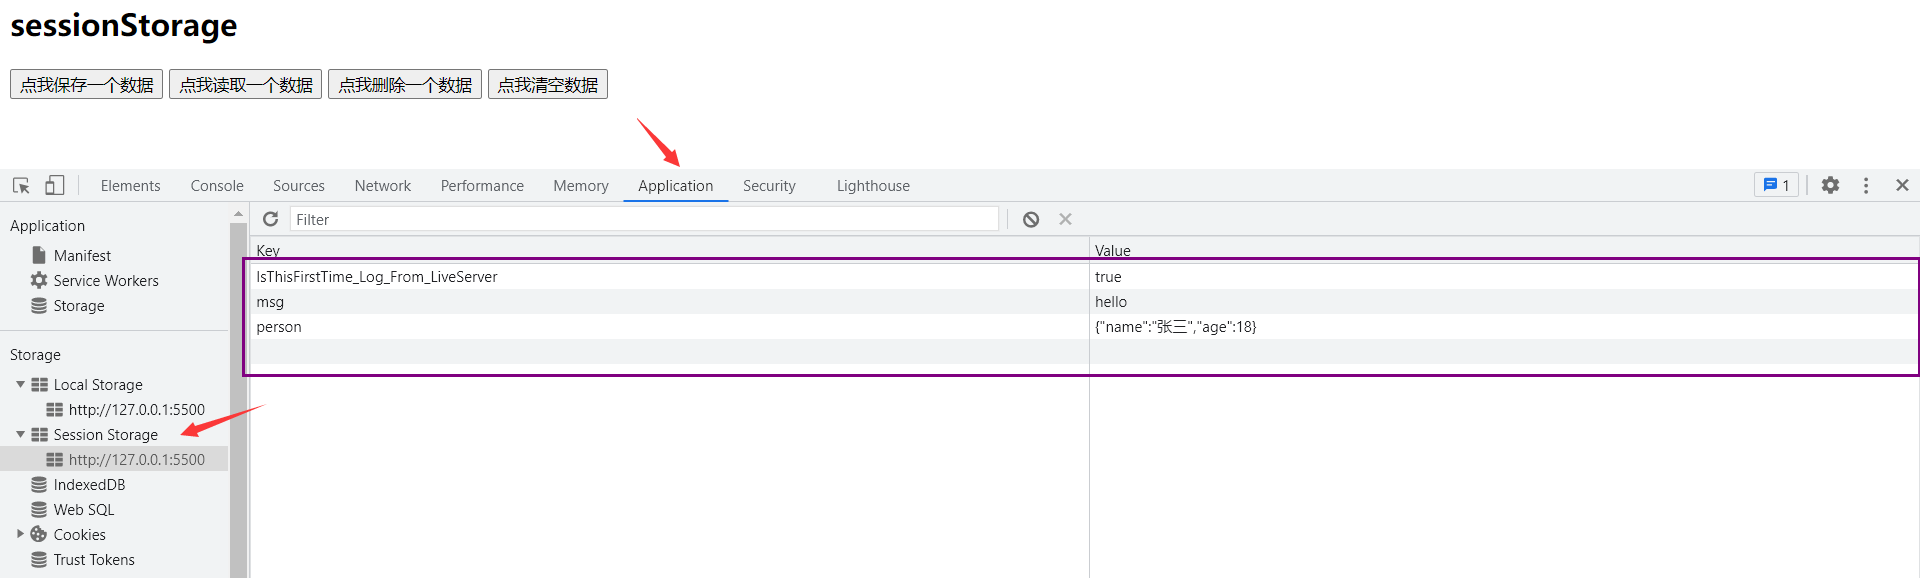 sessionStorage
点我保存一个数据 点我读取一个数据 点我删除一个数据 点我清空数据
Elements Console Sources Network Performance Memory Application Security Lighthouse 1
Application
Manifest
Service Workers
Storage
Storage
Local Storage
http://127.0.0.1:5500
Session Storage
http://127.0.0.1:5500
IndexedDB
Web SQL
Cookies
Trust Tokens
Filter
Key Value
IsThisFirstTime_Log_From_LiveServer true
msg hello
person {"name":"张三","age":18}